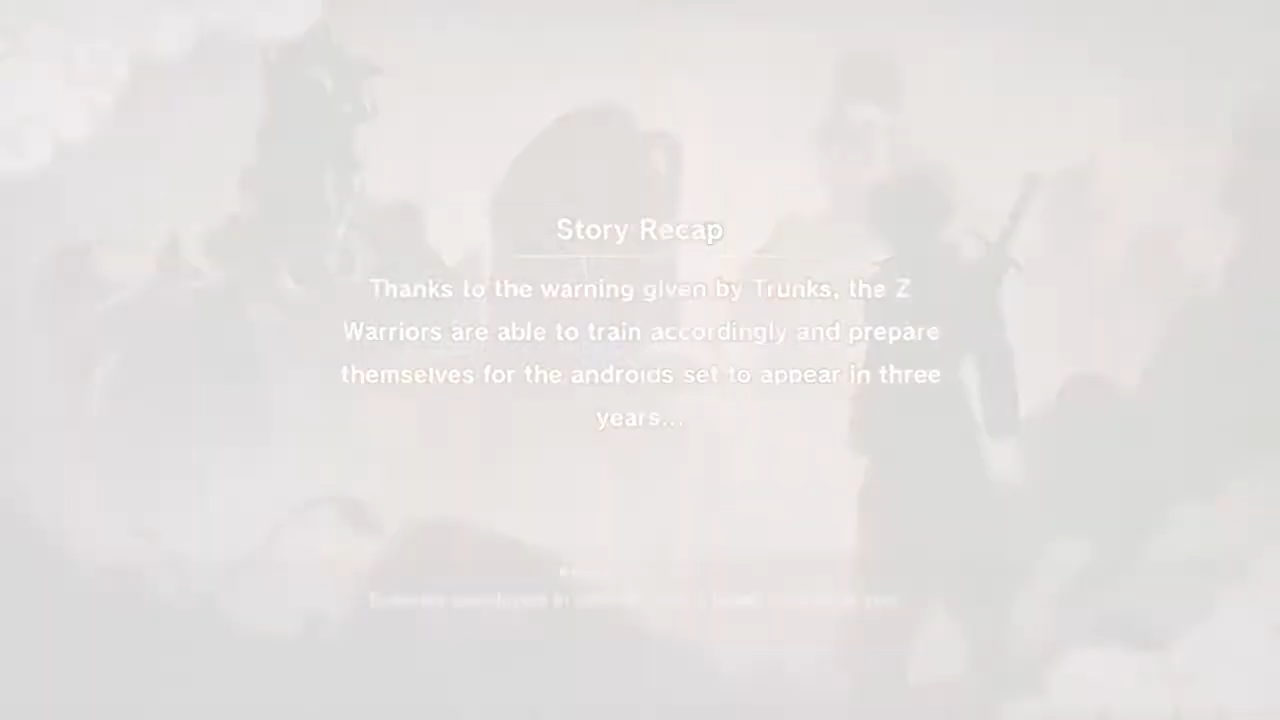 Story Recap
Thanks to the warning given by Trunks, the Z
Warriors are able to train accordingly and prepare
themselves for the androids set to appear in three
years...